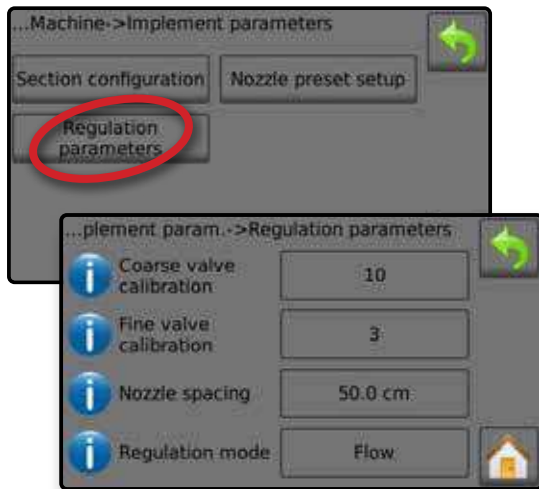 ...Machine->Implement parameters
Section configuration
Nozzle preset setup
Regulation
parameters
...plement param.->Regulation parameters
Coarse valve
calibration
10
Fine valve
calibration
3
Nozzle spacing
50.0 cm
Regulation mode
Flow